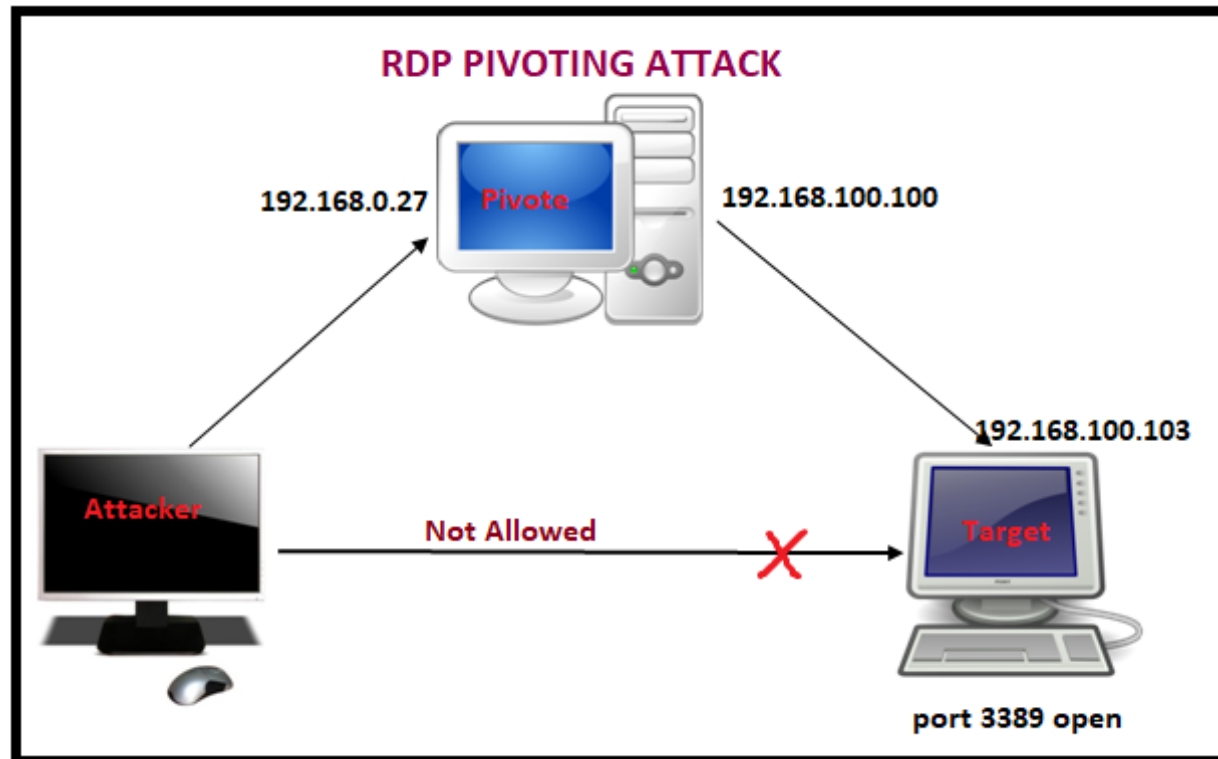 RDP PIVOTING ATTACK
192.168.0.27
Pivote
192.168.100.100
192.168.100.103
Attacker
Not Allowed
Target
port 3389 open